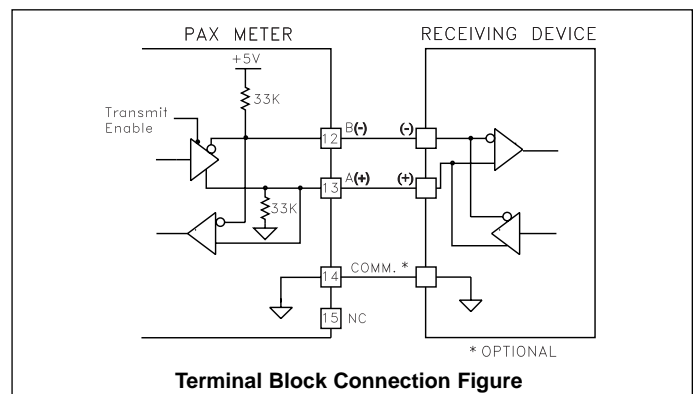 PAX METER
RECEIVING DEVICE
+5V
33K
Transmit
Enable
12 B(-) (-)
13 A(+) (+)
33K
14 COMM. *
15 NC
* OPTIONAL
Terminal Block Connection Figure